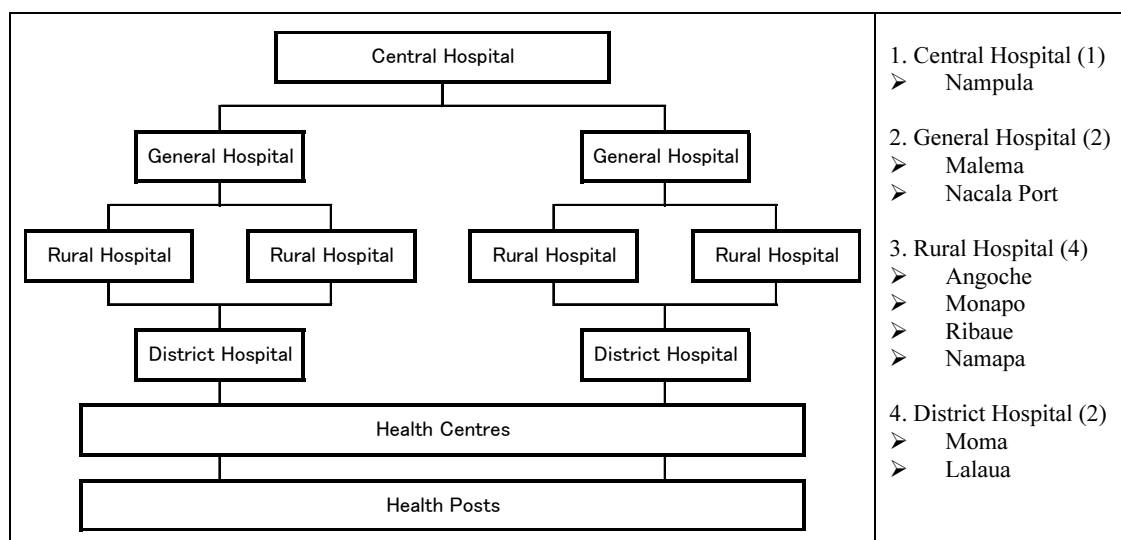 Central Hospital
General Hospital
General Hospital
Rural Hospital
Rural Hospital
Rural Hospital
Rural Hospital
District Hospital
District Hospital
Health Centres
Health Posts
1. Central Hospital (1)
➢ Nampula
2. General Hospital (2)
➢ Malema
➢ Nacala Port
3. Rural Hospital (4)
➢ Angoche
➢ Monapo
➢ Ribaue
➢ Namapa
4. District Hospital (2)
➢ Moma
➢ Lalaua